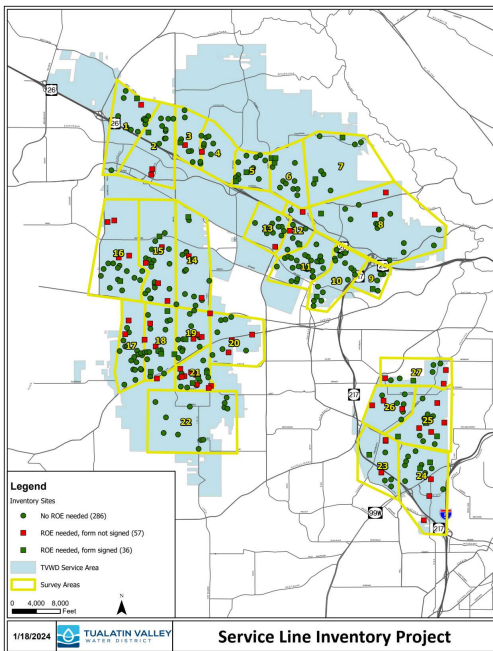 26
26
1
2
3
4
5
6
7
8
9
10
11
12
13
14
15
16
17
18
19
20
21
22
217
27
26
25
23
24
99W
217
Legend
Inventory Sites
No ROE needed (286)
ROE needed, form not signed (57)
ROE needed, form signed (36)
TVWD Service Area
Survey Areas
0 4,000 8,000
Feet
N
1/18/2024
TUALATIN VALLEY
WATER DISTRICT
Service Line Inventory Project